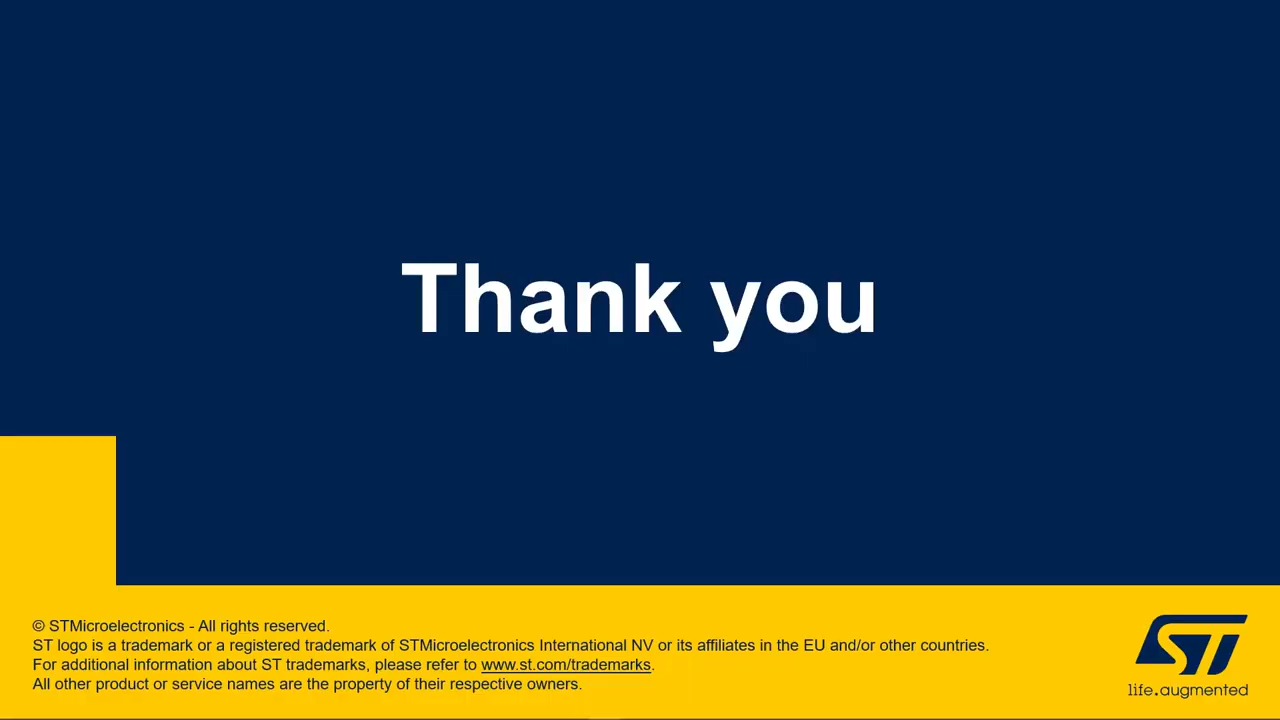 Thank you
© STMicroelectronics - All rights reserved.
ST logo is a trademark or a registered trademark of STMicroelectronics International NV or its affiliates in the EU and/or other countries.
For additional information about ST trademarks, please refer to www.st.com/trademarks.
All other product or service names are the property of their respective owners.
ST
life.augmented